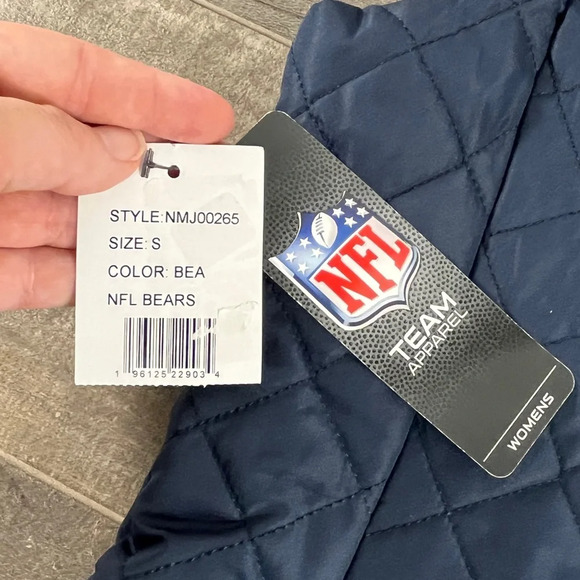 STYLE:NMJ00265
SIZE: S
COLOR: BEA
NFL BEARS
1 96125 22903 4
NFL
TEAM
APPAREL
WOMENS